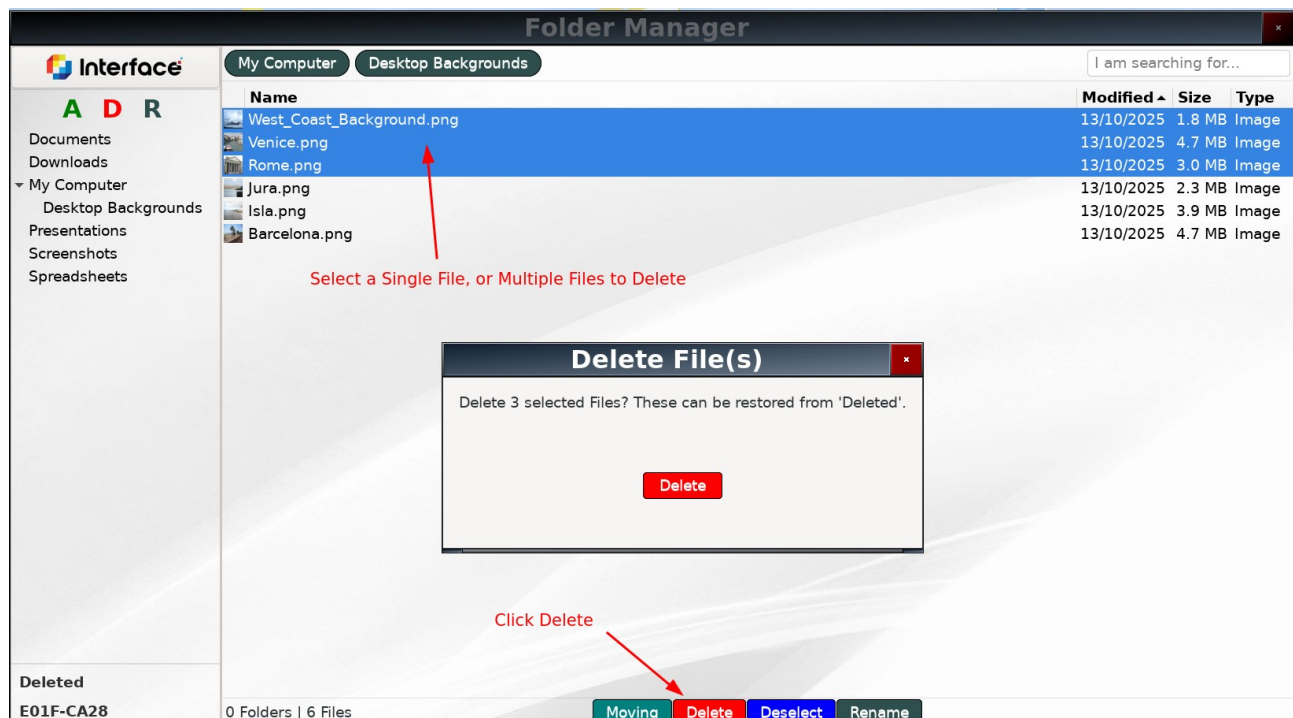 Folder Manager
Interface
My Computer
Desktop Backgrounds
I am searching for...
A D R
Documents
Downloads
My Computer
Desktop Backgrounds
Presentations
Screenshots
Spreadsheets
Name Modified Size Type
West_Coast_Background.png 13/10/2025 1.8 MB Image
Venice.png 13/10/2025 4.7 MB Image
Rome.png 13/10/2025 3.0 MB Image
Jura.png 13/10/2025 2.3 MB Image
Isla.png 13/10/2025 3.9 MB Image
Barcelona.png 13/10/2025 4.7 MB Image
Select a Single File, or Multiple Files to Delete
Delete File(s)
Delete 3 selected Files? These can be restored from 'Deleted'.
Delete
Click Delete
Deleted
E01F-CA28
0 Folders | 6 Files
Moving Delete Deselect Rename